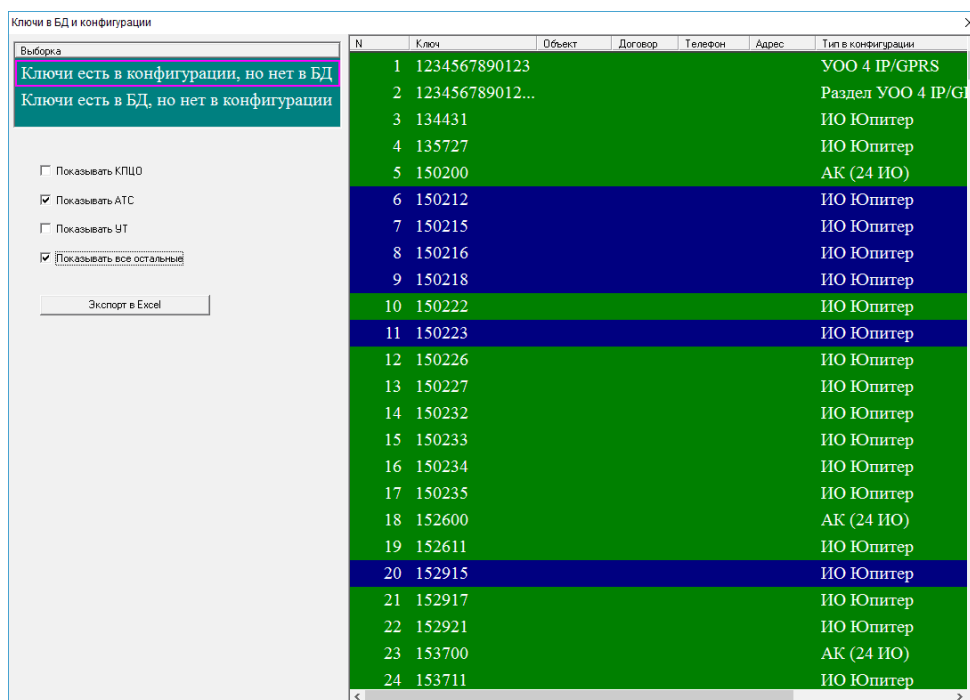 Ключи в БД и конфигурации
Выборка
Ключи есть в конфигурации, но нет в БД
Ключи есть в БД, но нет в конфигурации
Показывать КПЦО
Показывать АТС
Показывать УТ
Показывать все остальные
Экспорт в Excel
N Ключ Объект Договор Телефон Адрес Тип в конфигурации
1 1234567890123 УОО 4 IP/GPRS
2 123456789012... Раздел УОО 4 IP/GI
3 134431 ИО Юпитер
4 135727 ИО Юпитер
5 150200 АК (24 ИО)
6 150212 ИО Юпитер
7 150215 ИО Юпитер
8 150216 ИО Юпитер
9 150218 ИО Юпитер
10 150222 ИО Юпитер
11 150223 ИО Юпитер
12 150226 ИО Юпитер
13 150227 ИО Юпитер
14 150232 ИО Юпитер
15 150233 ИО Юпитер
16 150234 ИО Юпитер
17 150235 ИО Юпитер
18 152600 АК (24 ИО)
19 152611 ИО Юпитер
20 152915 ИО Юпитер
21 152917 ИО Юпитер
22 152921 ИО Юпитер
23 153700 АК (24 ИО)
24 153711 ИО Юпитер